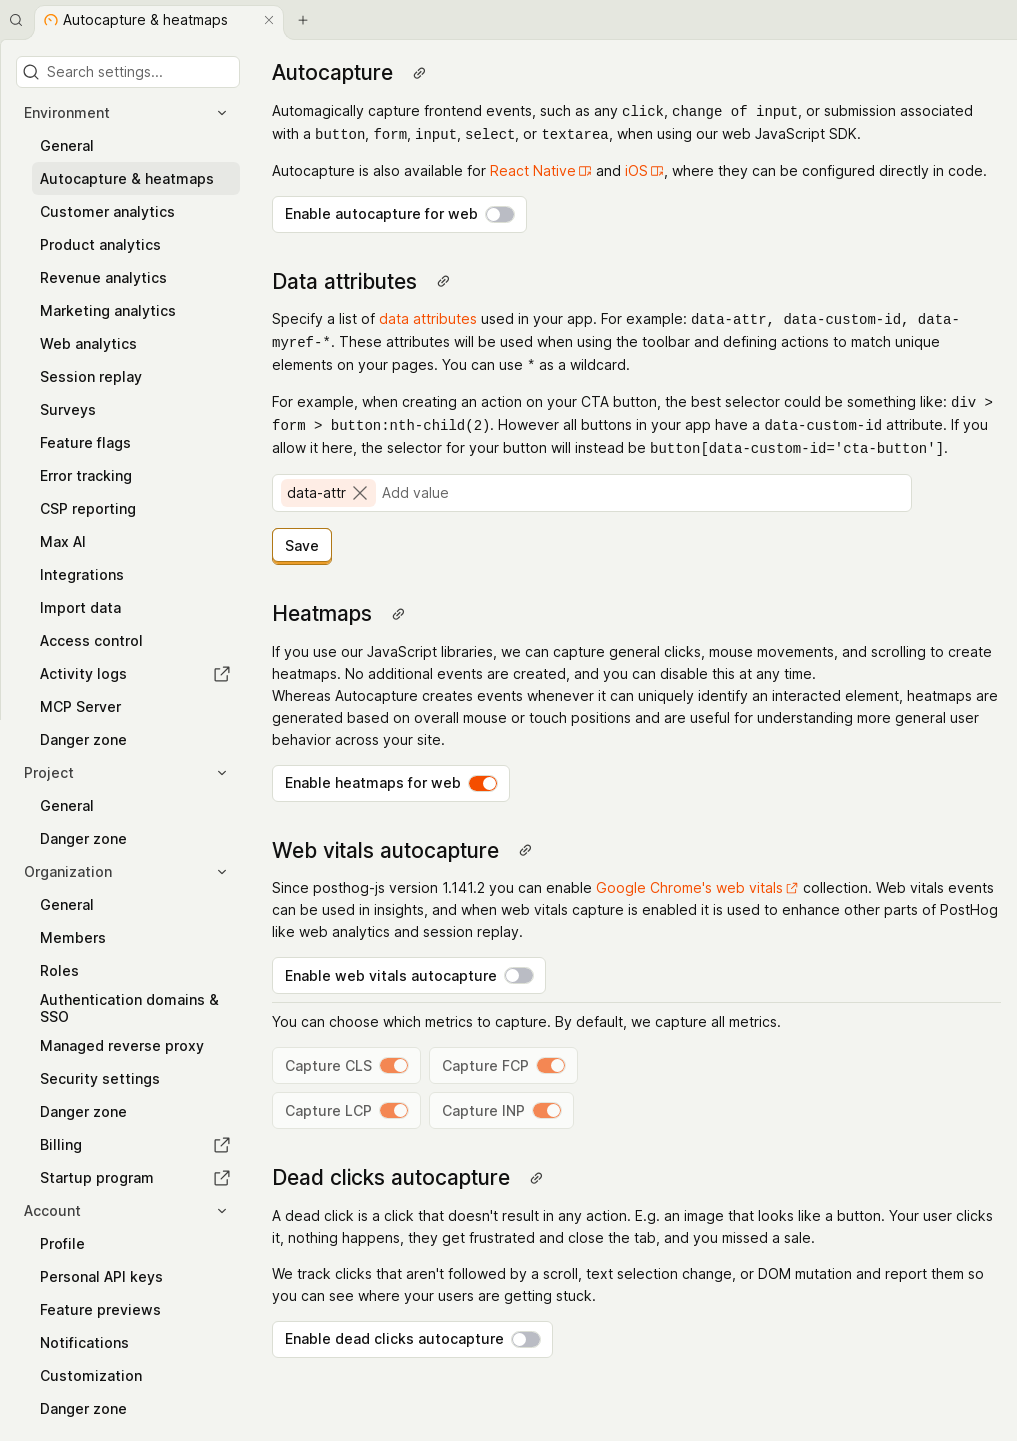 Autocapture & heatmaps
Search settings...
Environment
General
Autocapture & heatmaps
Customer analytics
Product analytics
Revenue analytics
Marketing analytics
Web analytics
Session replay
Surveys
Feature flags
Error tracking
CSP reporting
Max AI
Integrations
Import data
Access control
Activity logs
MCP Server
Danger zone
Project
General
Danger zone
Organization
General
Members
Roles
Authentication domains &
SSO
Managed reverse proxy
Security settings
Danger zone
Billing
Startup program
Account
Profile
Personal API keys
Feature previews
Notifications
Customization
Danger zone
Autocapture
Automagically capture frontend events, such as any click, change of input, or submission associated
with a button, form, input, select, or textarea, when using our web JavaScript SDK.
Autocapture is also available for React Native and iOS, where they can be configured directly in code.
Enable autocapture for web
Data attributes
Specify a list of data attributes used in your app. For example: data-attr, data-custom-id, data-
myref-*. These attributes will be used when using the toolbar and defining actions to match unique
elements on your pages. You can use * as a wildcard.
For example, when creating an action on your CTA button, the best selector could be something like: div >
form > button:nth-child(2). However all buttons in your app have a data-custom-id attribute. If you
allow it here, the selector for your button will instead be button[data-custom-id='cta-button'].
data-attr Add value
Save
Heatmaps
If you use our JavaScript libraries, we can capture general clicks, mouse movements, and scrolling to create
heatmaps. No additional events are created, and you can disable this at any time.
Whereas Autocapture creates events whenever it can uniquely identify an interacted element, heatmaps are
generated based on overall mouse or touch positions and are useful for understanding more general user
behavior across your site.
Enable heatmaps for web
Web vitals autocapture
Since posthog-js version 1.141.2 you can enable Google Chrome's web vitals collection. Web vitals events
can be used in insights, and when web vitals capture is enabled it is used to enhance other parts of PostHog
like web analytics and session replay.
Enable web vitals autocapture
You can choose which metrics to capture. By default, we capture all metrics.
Capture CLS Capture FCP
Capture LCP Capture INP
Dead clicks autocapture
A dead click is a click that doesn't result in any action. E.g. an image that looks like a button. Your user clicks
it, nothing happens, they get frustrated and close the tab, and you missed a sale.
We track clicks that aren't followed by a scroll, text selection change, or DOM mutation and report them so
you can see where your users are getting stuck.
Enable dead clicks autocapture